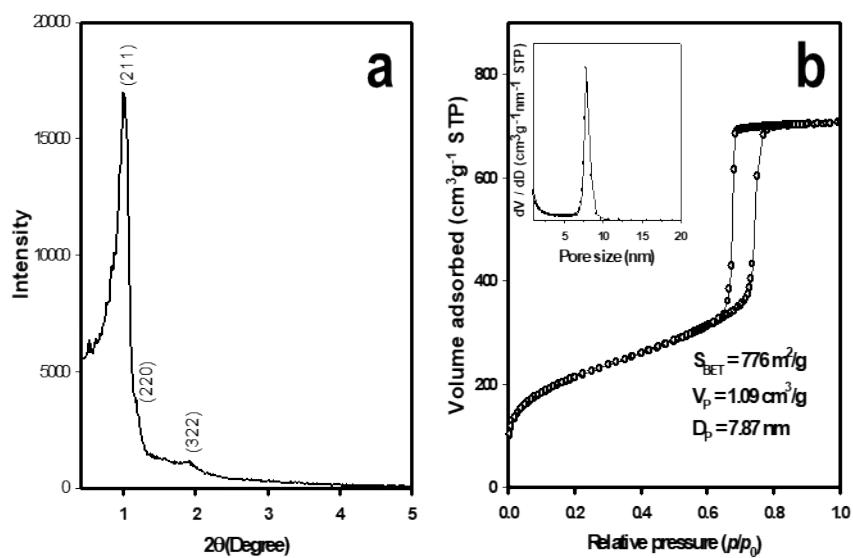 a
20000
15000
10000
5000
0
Intensity
(211)
(220)
(322)
1 2 3 4 5
2θ(Degree)
b
800
600
400
200
0
Volume adsorbed (cm³g⁻¹ STP)
dV / dD (cm³g⁻¹nm⁻¹ STP)
5 10 15 20
Pore size (nm)
S_BET = 776 m²/g
V_P = 1.09 cm³/g
D_P = 7.87 nm
0.0 0.2 0.4 0.6 0.8 1.0
Relative pressure (p/p₀)